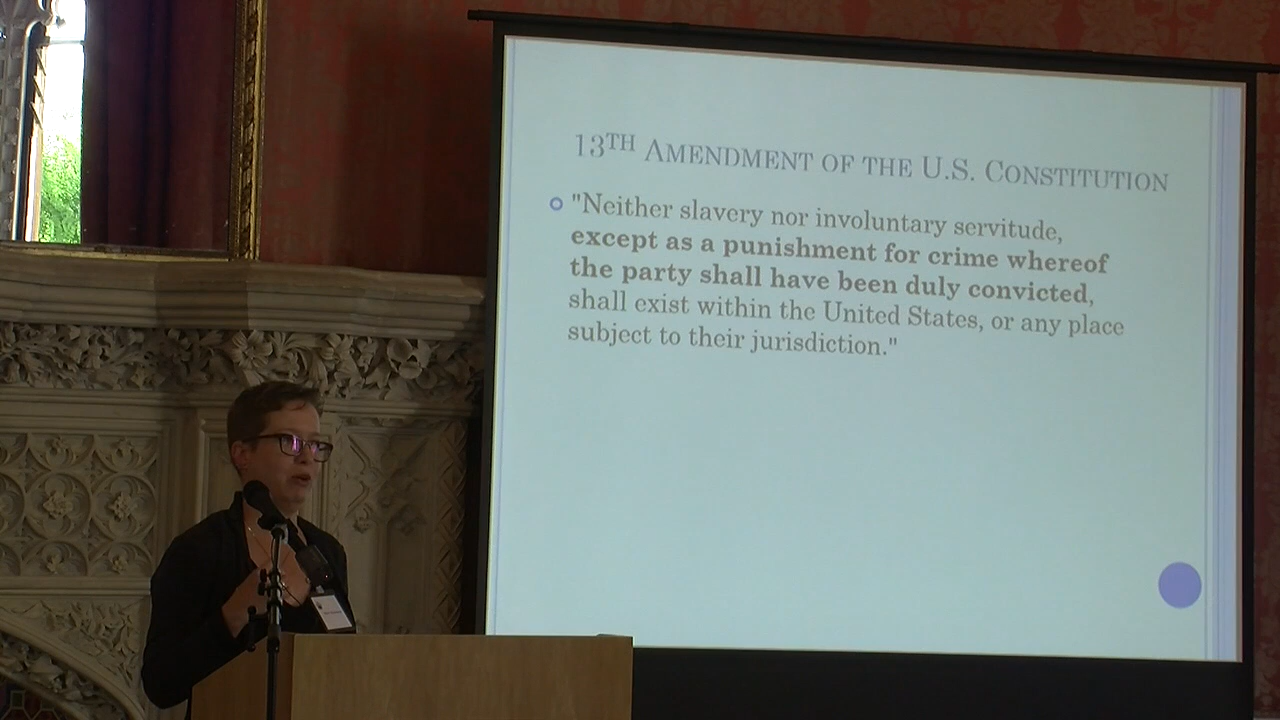 13TH AMENDMENT OF THE U.S. CONSTITUTION
"Neither slavery nor involuntary servitude,
except as a punishment for crime whereof
the party shall have been duly convicted,
shall exist within the United States, or any place
subject to their jurisdiction."